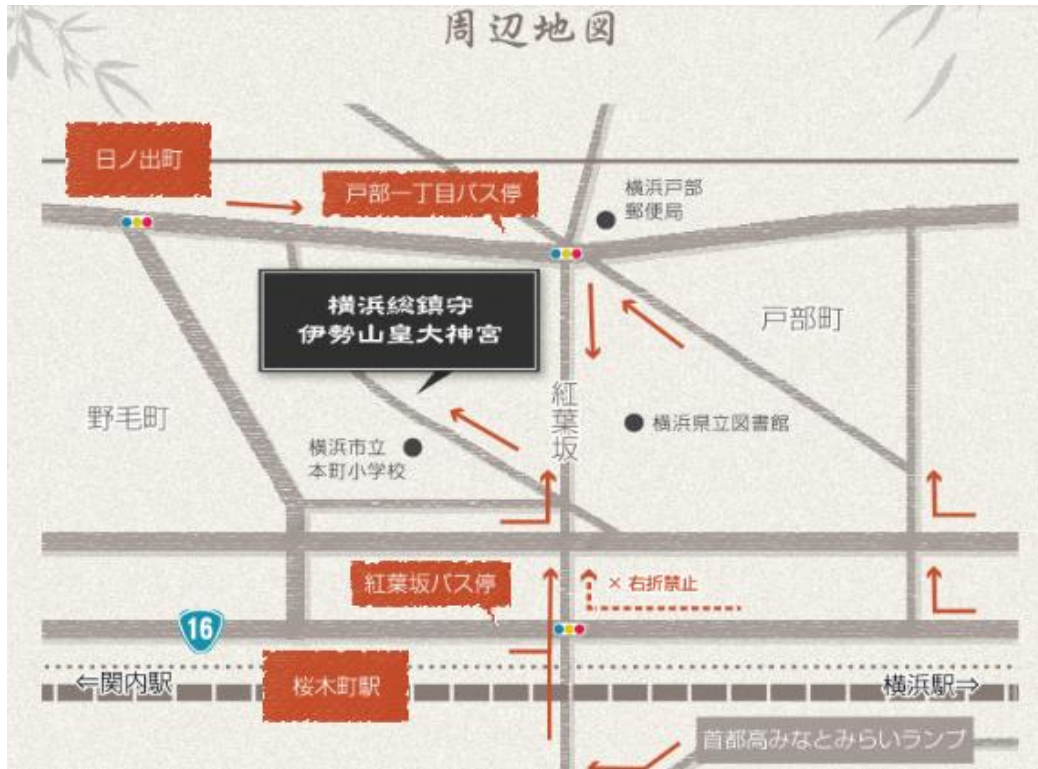 周辺地図
日ノ出町
戸部一丁目バス停
横浜戸部
郵便局
横浜総鎮守
伊勢山皇大神宮
戸部町
野毛町
紅葉坂
横浜県立図書館
横浜市立
本町小学校
紅葉坂バス停
× 右折禁止
16
⇐関内駅
桜木町駅
横浜駅⇒
首都高みなとみらいランプ